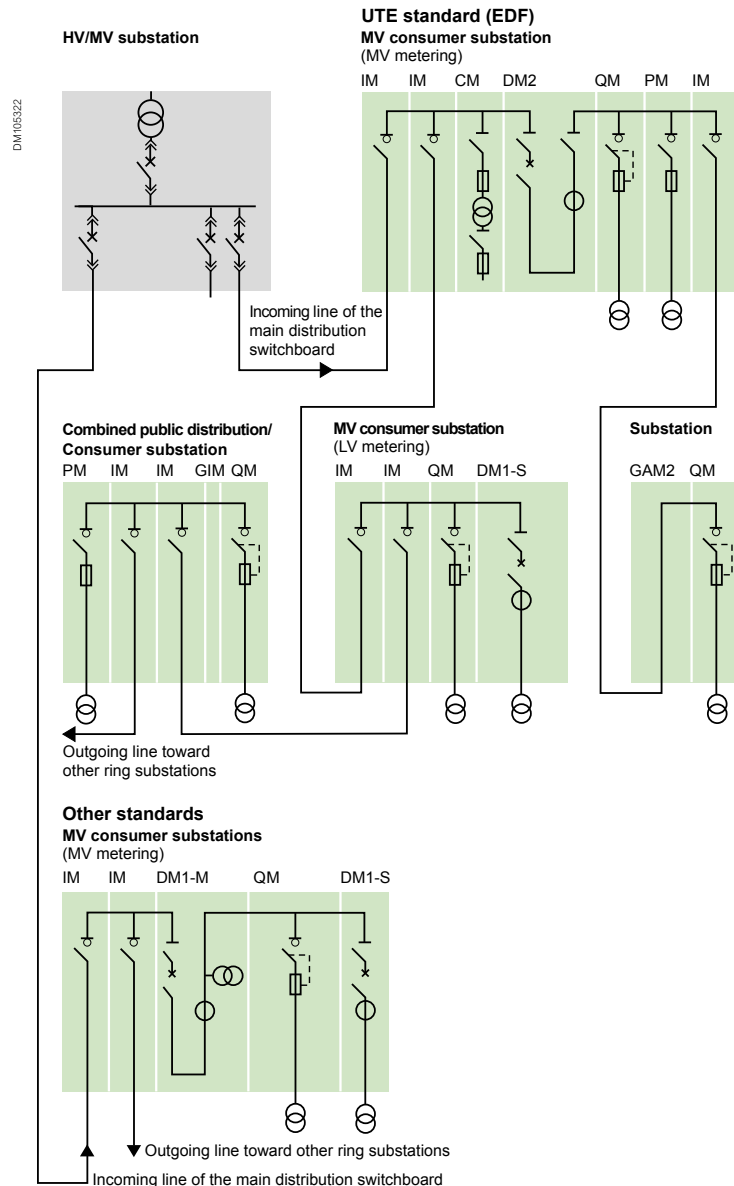 UTE standard (EDF)
HV/MV substation
MV consumer substation
(MV metering)
IM IM CM DM2 QM PM IM
DM105322
Incoming line of the
main distribution
switchboard
Combined public distribution/
Consumer substation
PM IM IM GIM QM
MV consumer substation
(LV metering)
IM IM QM DM1-S
Substation
GAM2 QM
Outgoing line toward
other ring substations
Other standards
MV consumer substations
(MV metering)
IM IM DM1-M QM DM1-S
Outgoing line toward other ring substations
Incoming line of the main distribution switchboard